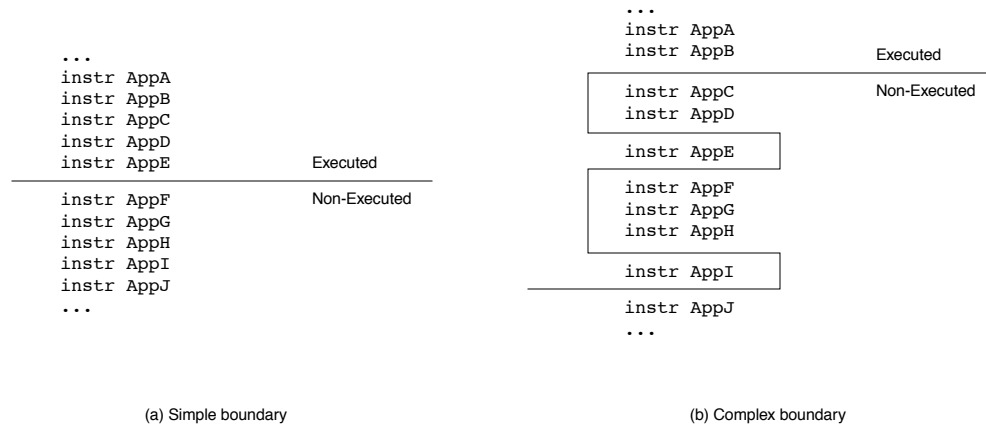 ...
instr AppA
instr AppB
instr AppC
instr AppD
instr AppE
Executed
Non-Executed
instr AppF
instr AppG
instr AppH
instr AppI
instr AppJ
...
(a) Simple boundary
...
instr AppA
instr AppB
Executed
Non-Executed
instr AppC
instr AppD
instr AppE
instr AppF
instr AppG
instr AppH
instr AppI
instr AppJ
...
(b) Complex boundary